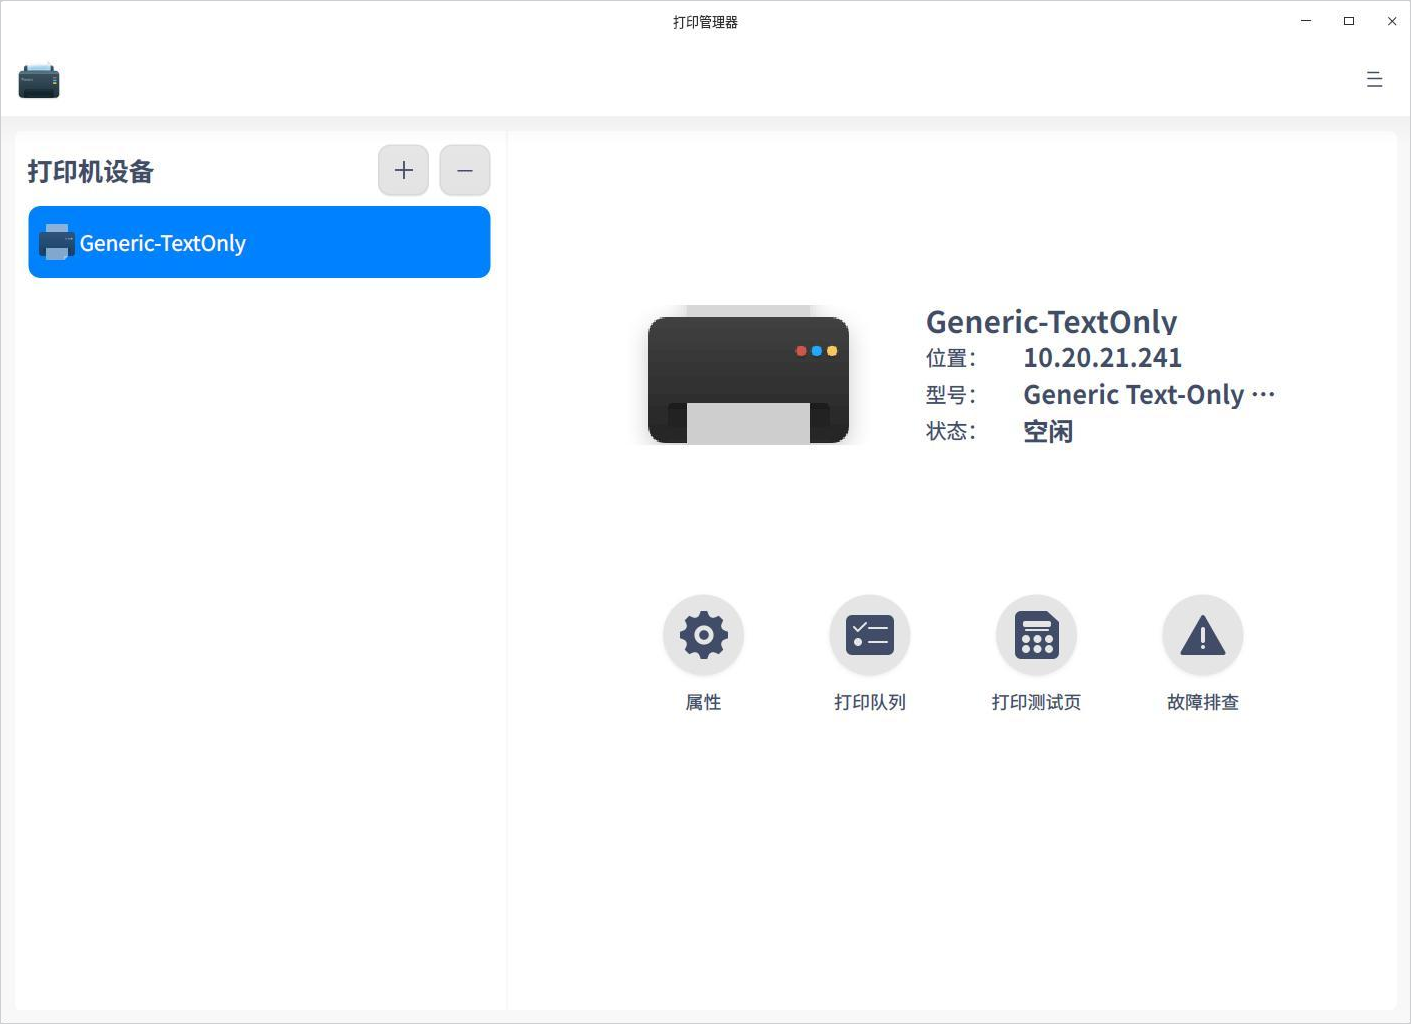 打印管理器
打印机设备
Generic-TextOnly
Generic-TextOnly
位置： 10.20.21.241
型号： Generic Text-Only ···
状态： 空闲
属性 打印队列 打印测试页 故障排查